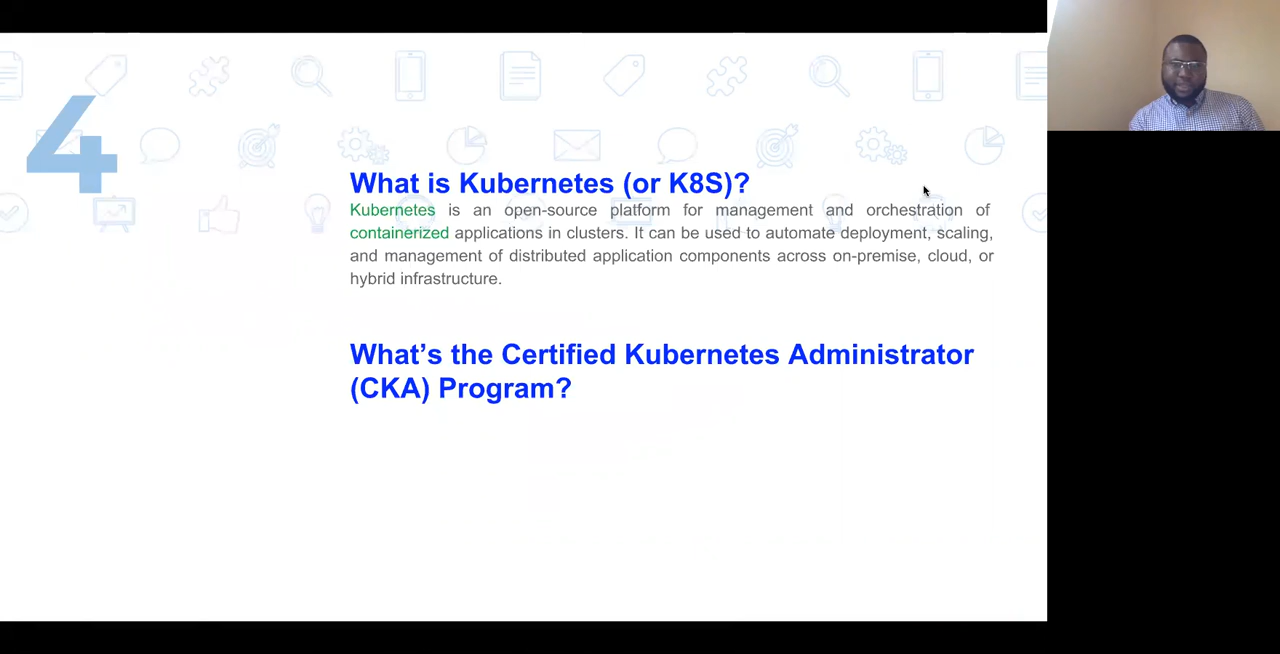 4
What is Kubernetes (or K8S)?
Kubernetes is an open-source platform for management and orchestration of
containerized applications in clusters. It can be used to automate deployment, scaling,
and management of distributed application components across on-premise, cloud, or
hybrid infrastructure.
What’s the Certified Kubernetes Administrator
(CKA) Program?